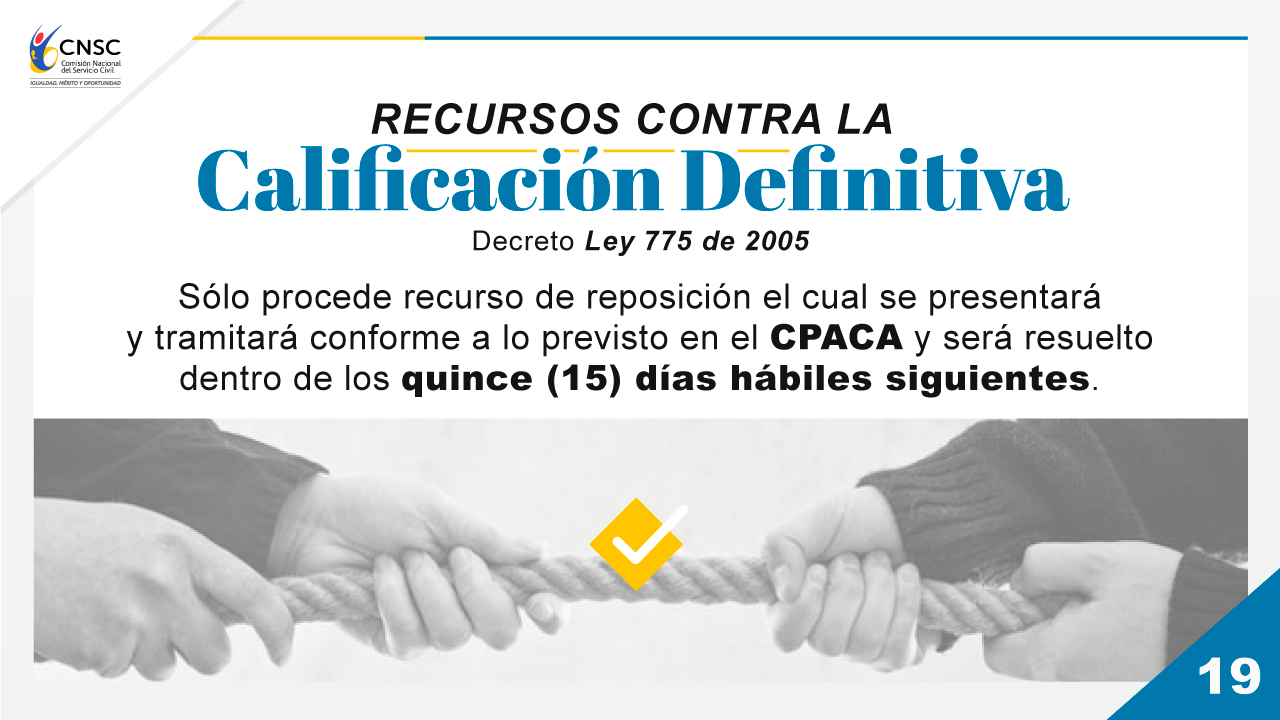 CNSC
Comisión Nacional
del Servicio Civil
IGUALDAD, MÉRITO Y OPORTUNIDAD
RECURSOS CONTRA LA
Calificación Definitiva
Decreto Ley 775 de 2005
Sólo procede recurso de reposición el cual se presentará
y tramitará conforme a lo previsto en el CPACA y será resuelto
dentro de los quince (15) días hábiles siguientes.
19